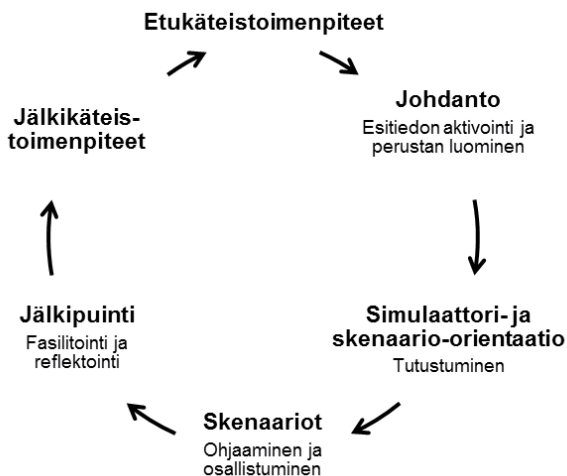 Etukäteistoimenpiteet
Johdanto
Esitiedon aktivointi ja
perustan luominen
Simulaattori- ja
skenaario-orientaatio
Tutustuminen
Skenaariot
Ohjaaminen ja
osallistuminen
Jälkipuinti
Fasilitointi ja
reflektointi
Jälkikäteis-
toimenpiteet